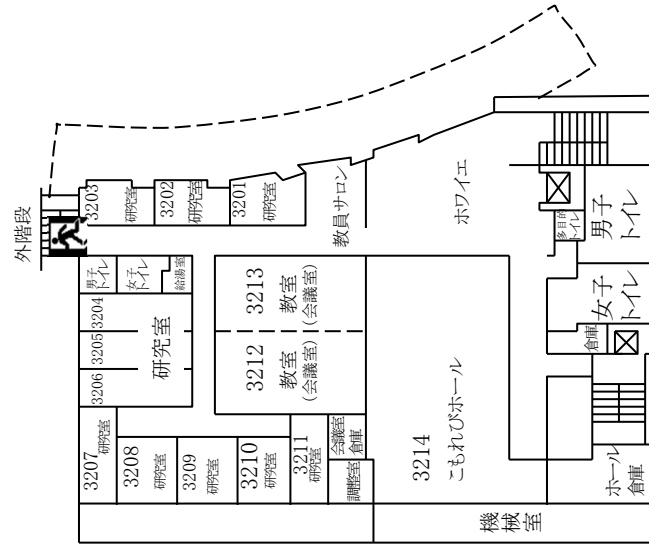 外階段
3203
研究室
3202
研究室
3201
研究室
教員サロン
ホワイエ
男子
トイレ
女子
トイレ
給湯室
3204
3205
3206
研究室
3213
教室
(会議室)
3212
教室
(会議室)
3207
研究室
3208
研究室
3209
研究室
3210
研究室
3211
研究室
会議室
倉庫
調整室
3214
こもれびホール
機械室
多目的
トイレ
男子
トイレ
女子
トイレ
倉庫
ホール
倉庫